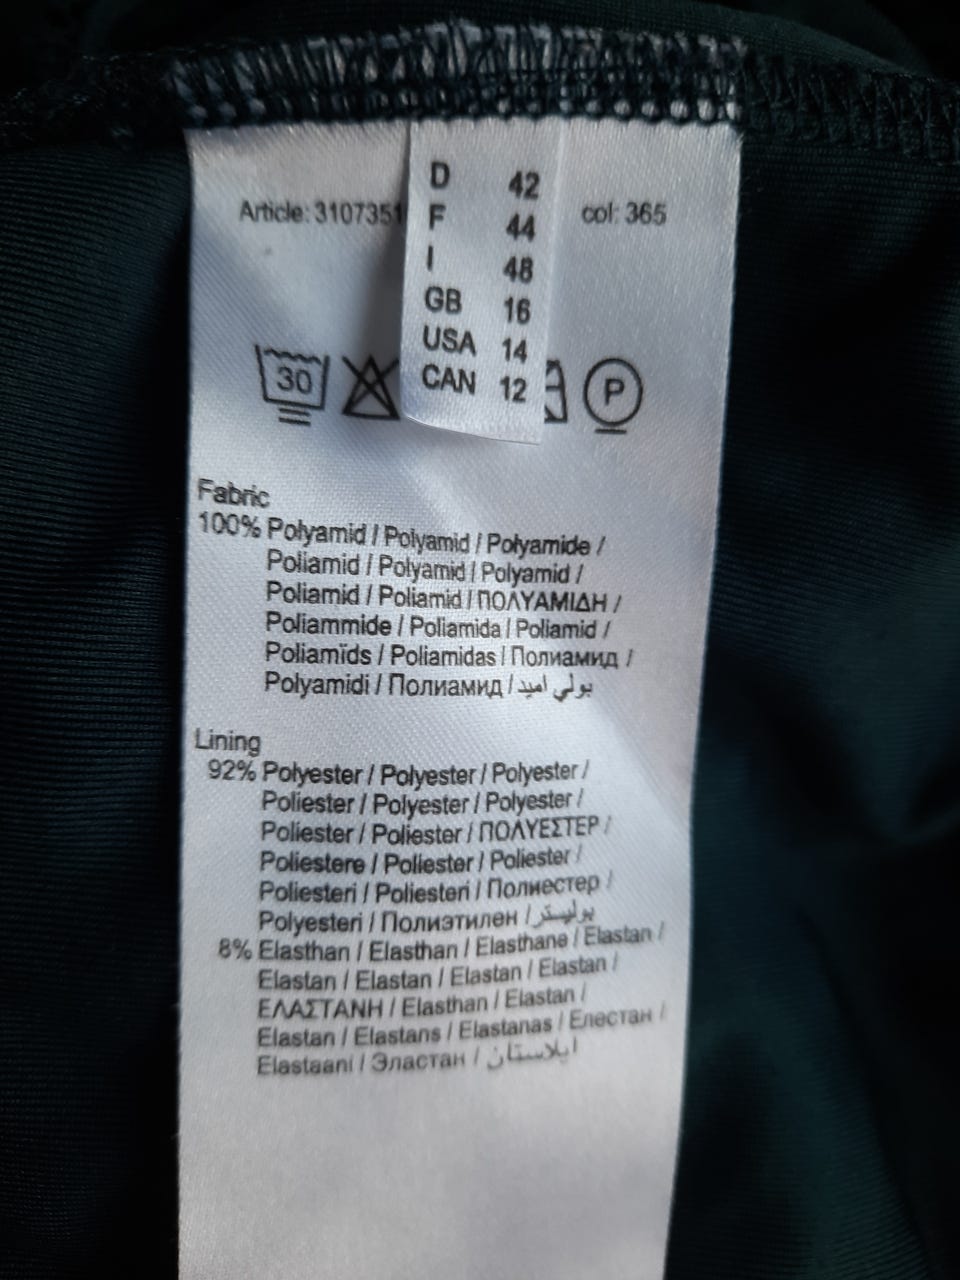 D 42
F 44
I 48
GB 16
USA 14
CAN 12
Article: 3107351
col: 365
30
P
Fabric
100% Polyamid / Polyamid / Polyamide /
Poliamid / Polyamid / Polyamid /
Poliamid / Poliamid / ΠΟΛΥΑΜΙΔΗ /
Poliammide / Poliamida / Poliamid /
Poliamīds / Poliamidas / Полиамид /
Polyamidi / Полиамид / بولي اميد
Lining
92% Polyester / Polyester / Polyester /
Poliester / Polyester / Polyester /
Poliester / Poliester / ΠΟΛΥΕΣΤΕΡ /
Poliestere / Poliester / Poliester /
Poliesteri / Poliesteri / Полиестер /
Polyesteri / Полиэтилен / بوليستر
8% Elasthan / Elasthan / Elasthane / Elastan /
Elastan / Elastan / Elastan / Elastan /
ΕΛΑΣΤΑΝΗ / Elasthan / Elastan /
Elastan / Elastans / Elastanas / Елестан /
Elastaani / Эластан / ايلاستان